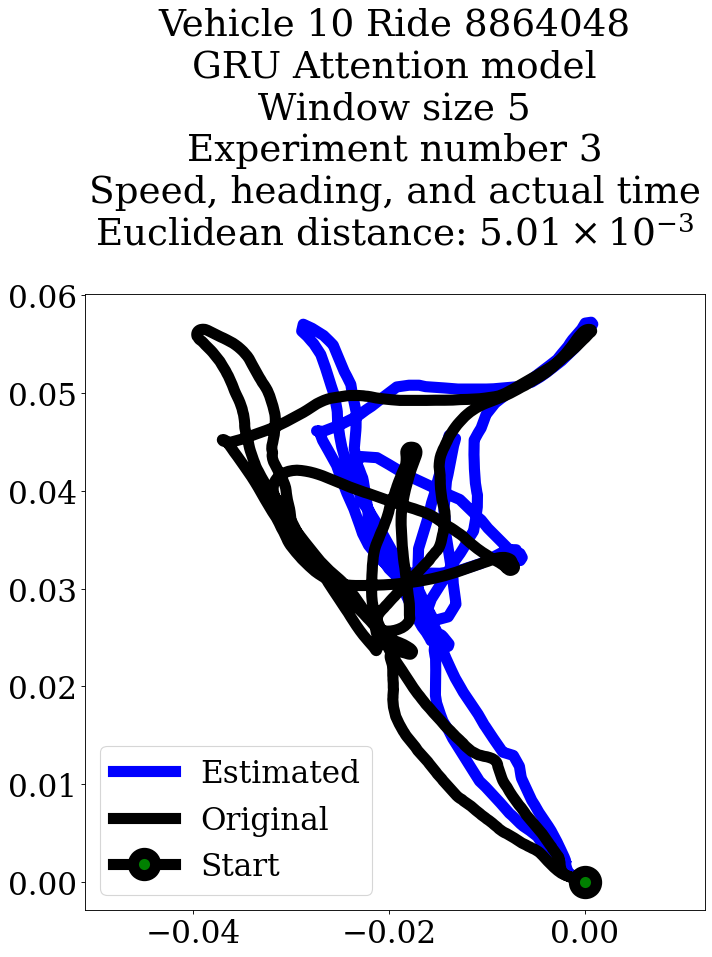 Vehicle 10 Ride 8864048
GRU Attention model
Window size 5
Experiment number 3
Speed, heading, and actual time
Euclidean distance: 5.01 × 10⁻³
0.06
0.05
0.04
0.03
0.02
0.01
0.00
Estimated
Original
Start
−0.04
−0.02
0.00